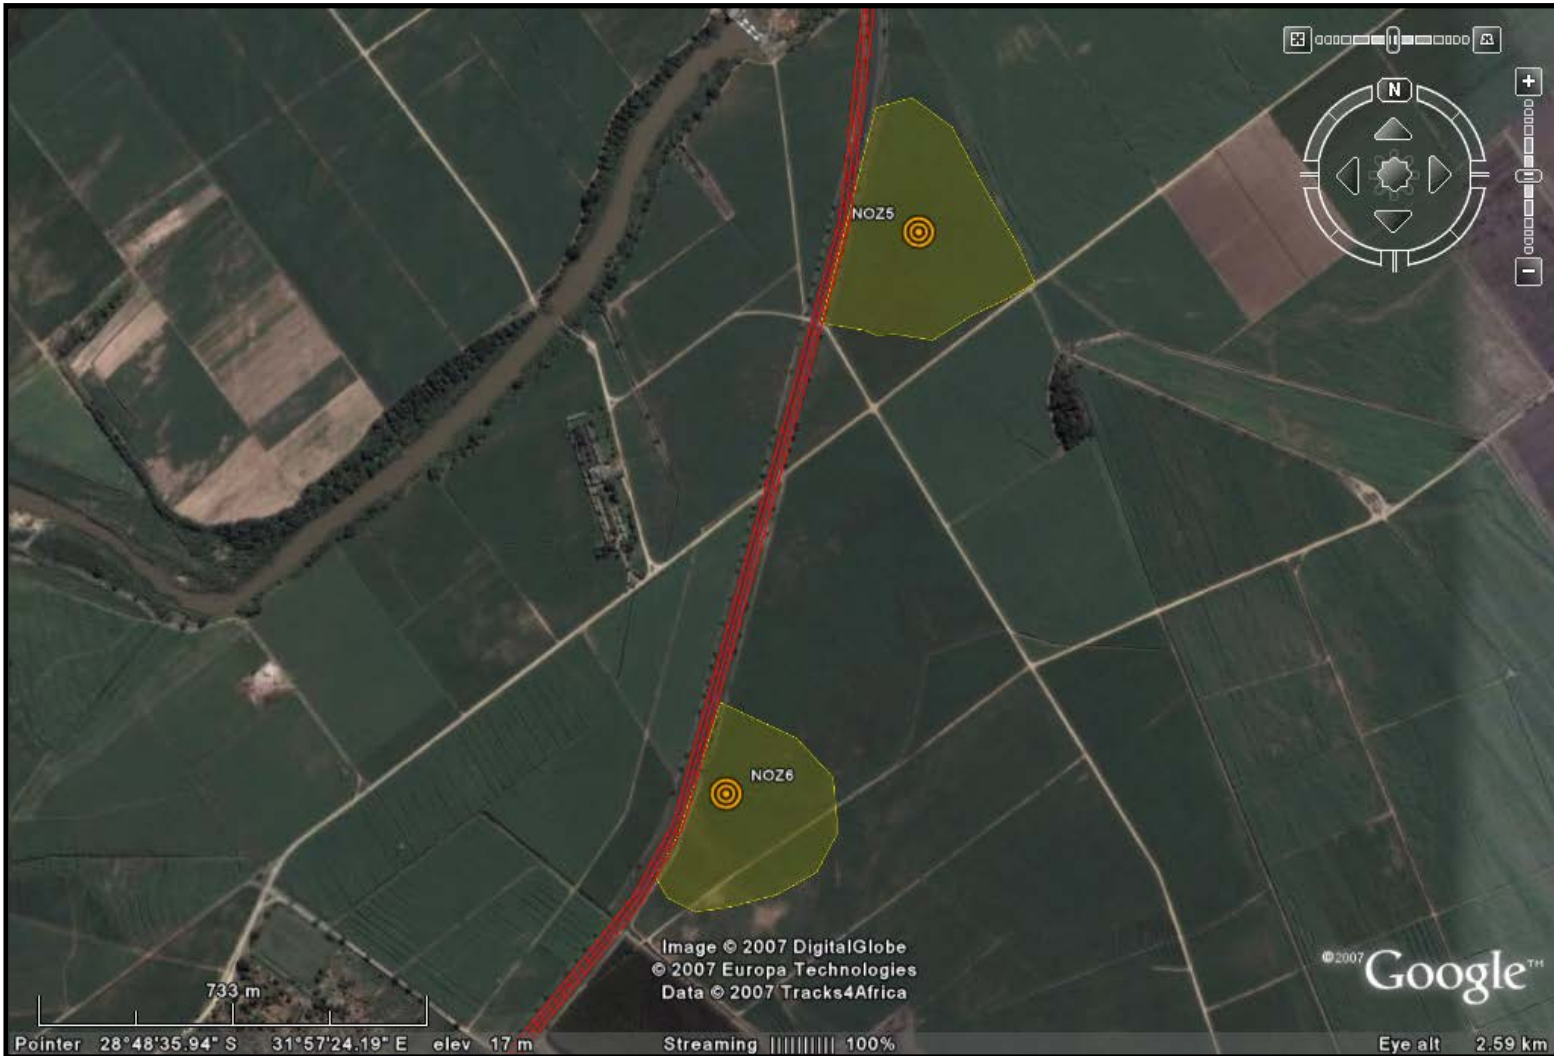 N
NOZ5
NOZ6
Image © 2007 DigitalGlobe
© 2007 Europa Technologies
Data © 2007 Tracks4Africa
©2007 Google™
733 m
Pointer 28°48'35.94" S 31°57'24.19" E elev 17 m Streaming |||||||||| 100% Eye alt 2.59 km